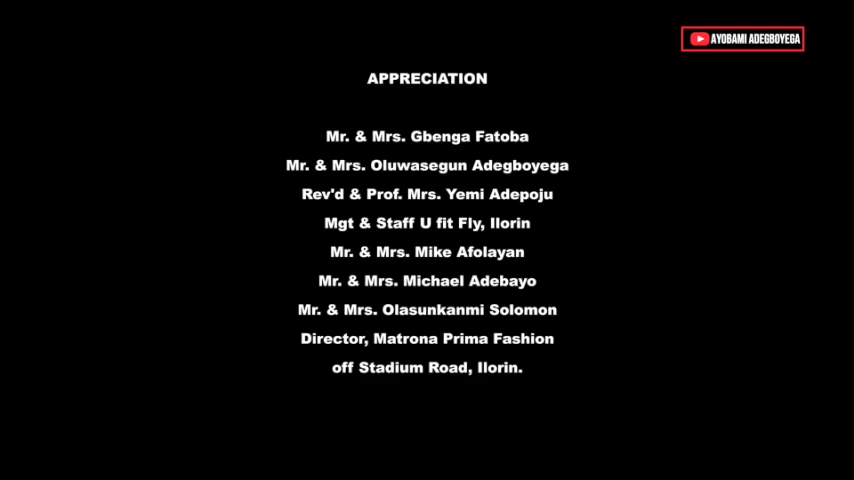 AYOBAMI ADEGBOYEGA
APPRECIATION
Mr. & Mrs. Gbenga Fatoba
Mr. & Mrs. Oluwasegun Adegboyega
Rev'd & Prof. Mrs. Yemi Adepoju
Mgt & Staff U fit Fly, Ilorin
Mr. & Mrs. Mike Afolayan
Mr. & Mrs. Michael Adebayo
Mr. & Mrs. Olasunkanmi Solomon
Director, Matrona Prima Fashion
off Stadium Road, Ilorin.